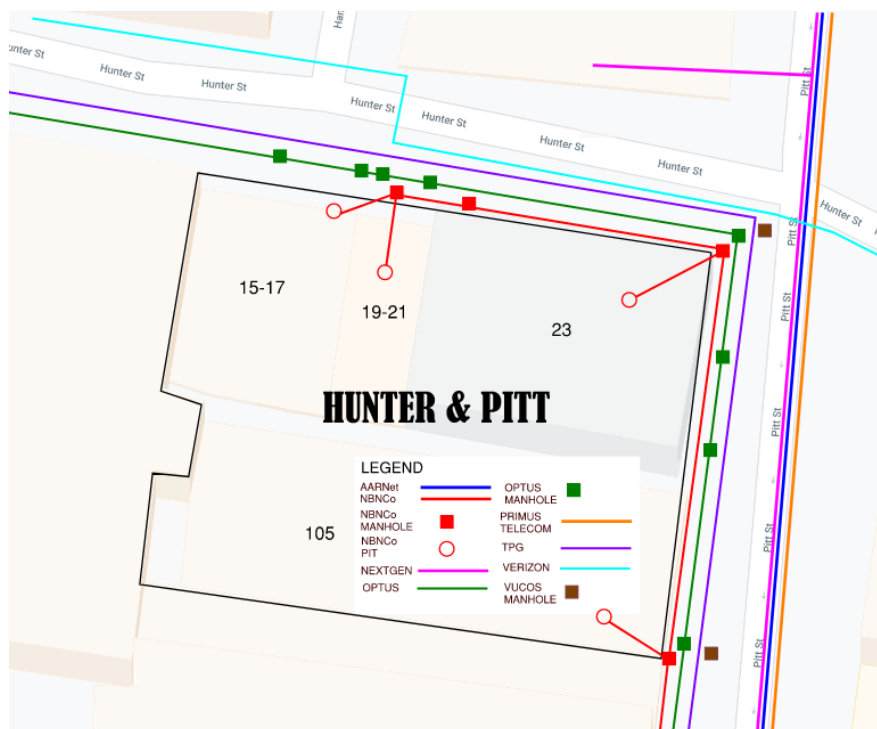 Har
unter St
Hunter St
Hunter St
Hunter St
Hunter St
Hunter St
Hunter St
Hunter St
Pitt St
Pitt St
Pitt St
Pitt St
Pitt St
Pitt St
15-17
19-21
23
HUNTER & PITT
105
LEGEND
AARNet
NBNCo
NBNCo
MANHOLE
NBNCo
PIT
NEXTGEN
OPTUS
OPTUS
MANHOLE
PRIMUS
TELECOM
TPG
VERIZON
VUCOS
MANHOLE